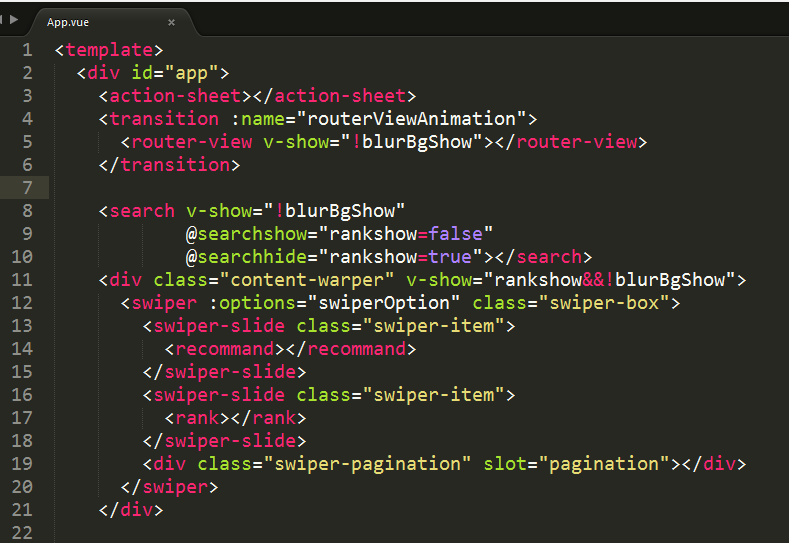 App.vue ×
1 <template>
2   <div id="app">
3     <action-sheet></action-sheet>
4     <transition :name="routerViewAnimation">
5       <router-view v-show="!blurBgShow"></router-view>
6     </transition>
7
8     <search v-show="!blurBgShow"
9             @searchshow="rankshow=false"
10            @searchhide="rankshow=true"></search>
11    <div class="content-warper" v-show="rankshow&&!blurBgShow">
12      <swiper :options="swiperOption" class="swiper-box">
13        <swiper-slide class="swiper-item">
14          <recommand></recommand>
15        </swiper-slide>
16        <swiper-slide class="swiper-item">
17          <rank></rank>
18        </swiper-slide>
19        <div class="swiper-pagination" slot="pagination"></div>
20      </swiper>
21    </div>
22